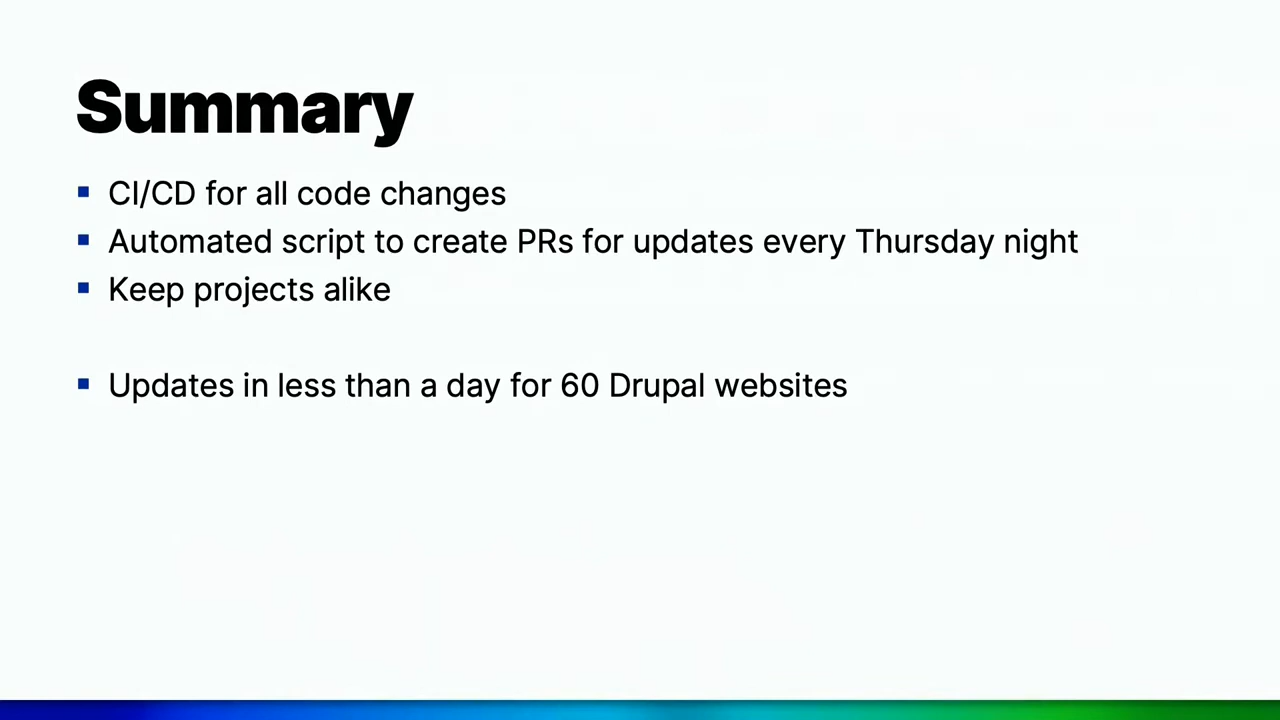 Summary
▪ CI/CD for all code changes
▪ Automated script to create PRs for updates every Thursday night
▪ Keep projects alike
▪ Updates in less than a day for 60 Drupal websites